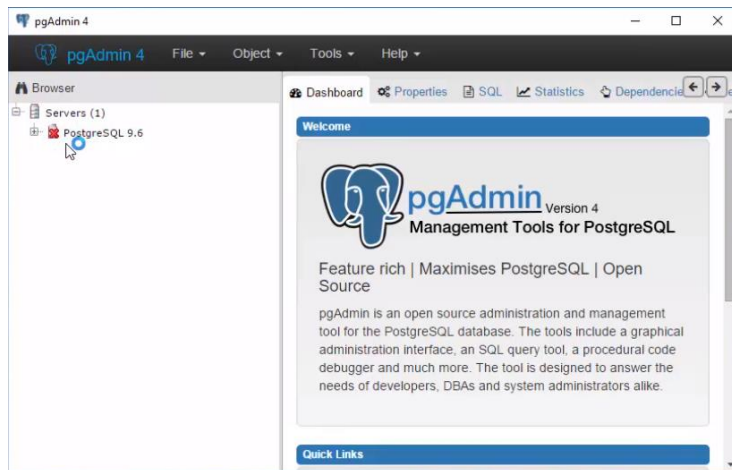 pgAdmin 4
pgAdmin 4 File Object Tools Help
Browser
Dashboard Properties SQL Statistics Dependencie
Servers (1)
PostgreSQL 9.6
Welcome
pgAdmin Version 4
Management Tools for PostgreSQL
Feature rich | Maximises PostgreSQL | Open
Source
pgAdmin is an open source administration and management
tool for the PostgreSQL database. The tools include a graphical
administration interface, an SQL query tool, a procedural code
debugger and much more. The tool is designed to answer the
needs of developers, DBAs and system administrators alike.
Quick Links